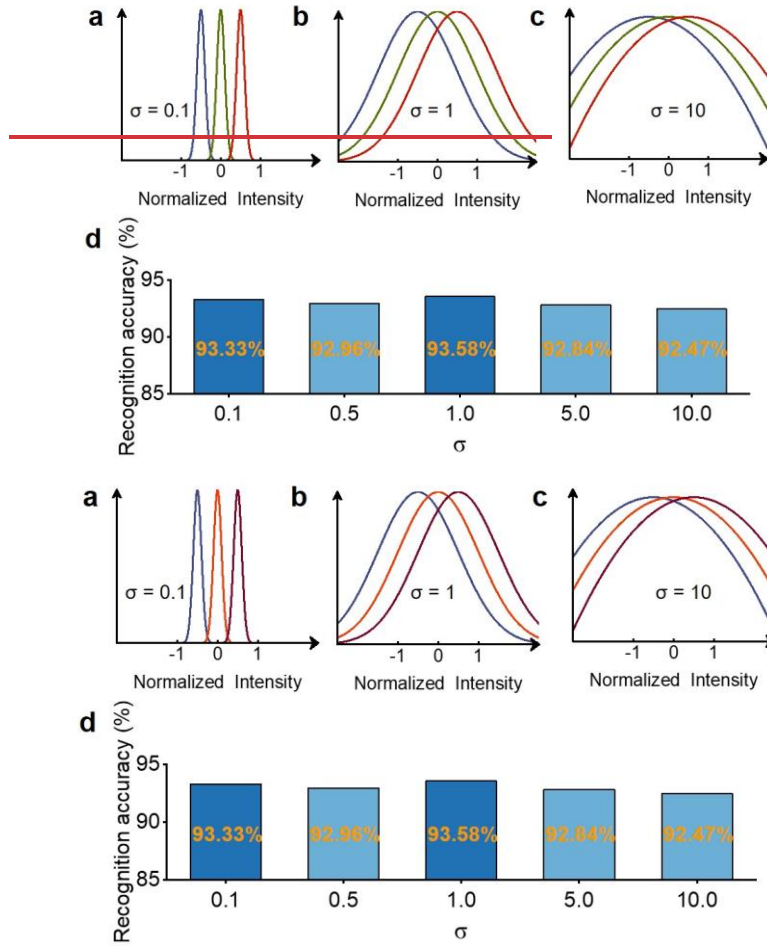 a
b
c
σ = 0.1
σ = 1
σ = 10
-1 0 1
-1 0 1
-1 0 1
Normalized Intensity
Normalized Intensity
Normalized Intensity
d
Recognition accuracy (%)
95
90
85
93.33%
92.96%
93.58%
92.84%
92.47%
0.1
0.5
1.0
5.0
10.0
σ
a
b
c
σ = 0.1
σ = 1
σ = 10
-1 0 1
-1 0 1
-1 0 1
Normalized Intensity
Normalized Intensity
Normalized Intensity
d
Recognition accuracy (%)
95
90
85
93.33%
92.96%
93.58%
92.84%
92.47%
0.1
0.5
1.0
5.0
10.0
σ